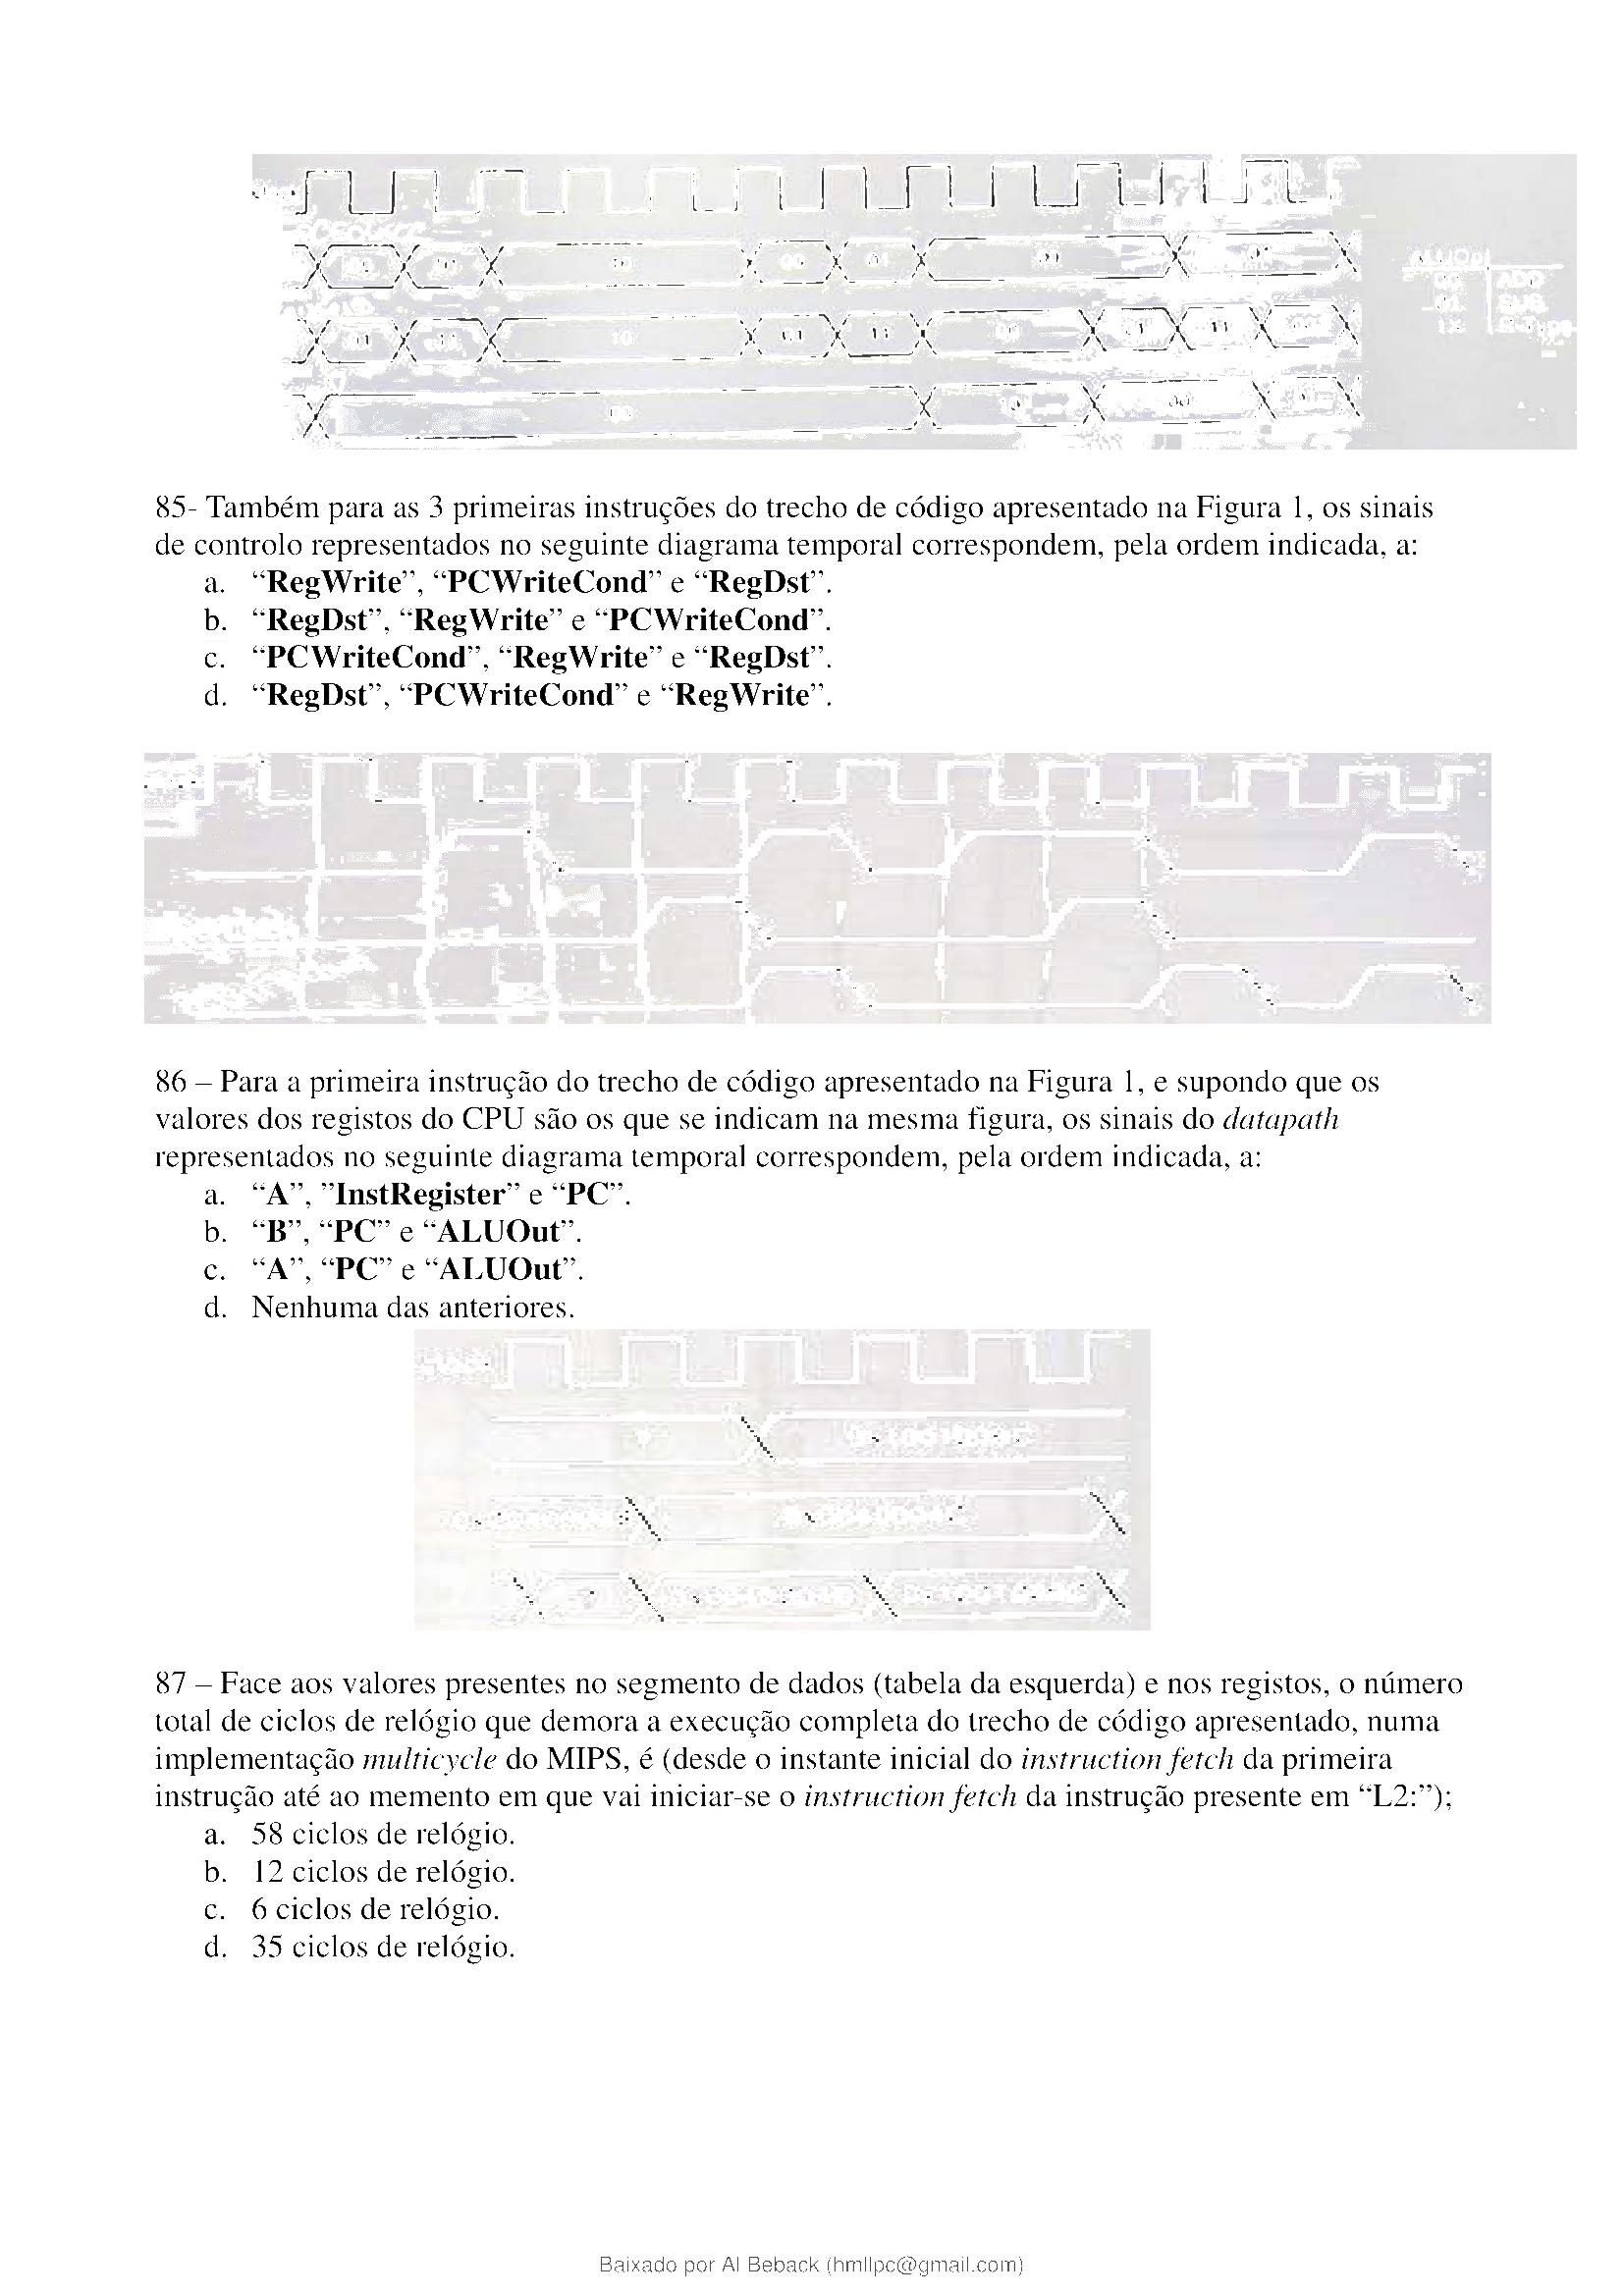 ADD
SUB
85- Também para as 3 primeiras instruções do trecho de código apresentado na Figura 1, os sinais
de controlo representados no seguinte diagrama temporal correspondem, pela ordem indicada, a:
a. “RegWrite”, “PCWriteCond” e “RegDst”.
b. “RegDst”, “RegWrite” e “PCWriteCond”.
c. “PCWriteCond”, “RegWrite” e “RegDst”.
d. “RegDst”, “PCWriteCond” e “RegWrite”.
86 – Para a primeira instrução do trecho de código apresentado na Figura 1, e supondo que os
valores dos registos do CPU são os que se indicam na mesma figura, os sinais do datapath
representados no seguinte diagrama temporal correspondem, pela ordem indicada, a:
a. “A”, ”InstRegister” e “PC”.
b. “B”, “PC” e “ALUOut”.
c. “A”, “PC” e “ALUOut”.
d. Nenhuma das anteriores.
87 – Face aos valores presentes no segmento de dados (tabela da esquerda) e nos registos, o número
total de ciclos de relógio que demora a execução completa do trecho de código apresentado, numa
implementação multicycle do MIPS, é (desde o instante inicial do instruction fetch da primeira
instrução até ao memento em que vai iniciar-se o instruction fetch da instrução presente em “L2:”);
a. 58 ciclos de relógio.
b. 12 ciclos de relógio.
c. 6 ciclos de relógio.
d. 35 ciclos de relógio.
Baixado por Al Beback (hmllpc@gmail.com)